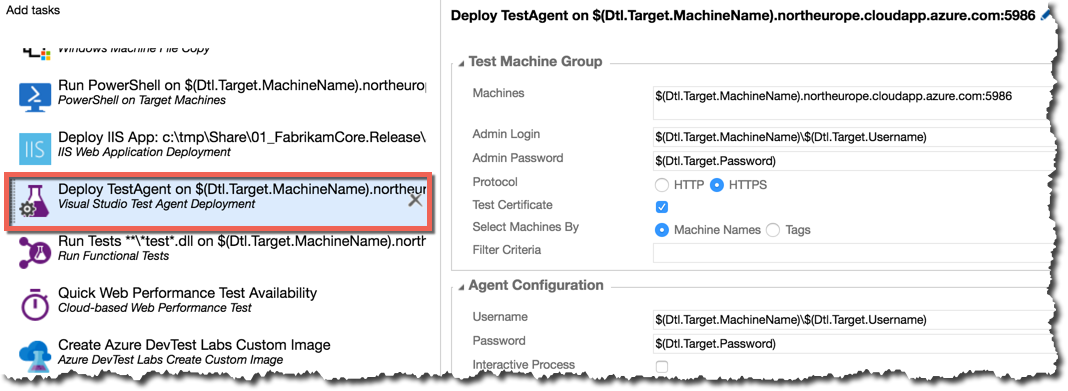 Add tasks
Windows Machine File Copy
Run PowerShell on $(Dtl.Target.MachineName).northeurop
PowerShell on Target Machines
Deploy IIS App: c:\tmp\Share\01_FabrikamCore.Release\
IIS Web Application Deployment
Deploy TestAgent on $(Dtl.Target.MachineName).northeur
Visual Studio Test Agent Deployment
Run Tests **\*test*.dll on $(Dtl.Target.MachineName).north
Run Functional Tests
Quick Web Performance Test Availability
Cloud-based Web Performance Test
Create Azure DevTest Labs Custom Image
Azure DevTest Labs Create Custom Image
Deploy TestAgent on $(Dtl.Target.MachineName).northeurope.cloudapp.azure.com:5986
Test Machine Group
Machines $(Dtl.Target.MachineName).northeurope.cloudapp.azure.com:5986
Admin Login $(Dtl.Target.MachineName)\$(Dtl.Target.Username)
Admin Password $(Dtl.Target.Password)
Protocol HTTP HTTPS
Test Certificate
Select Machines By Machine Names Tags
Filter Criteria
Agent Configuration
Username $(Dtl.Target.MachineName)\$(Dtl.Target.Username)
Password $(Dtl.Target.Password)
Interactive Process